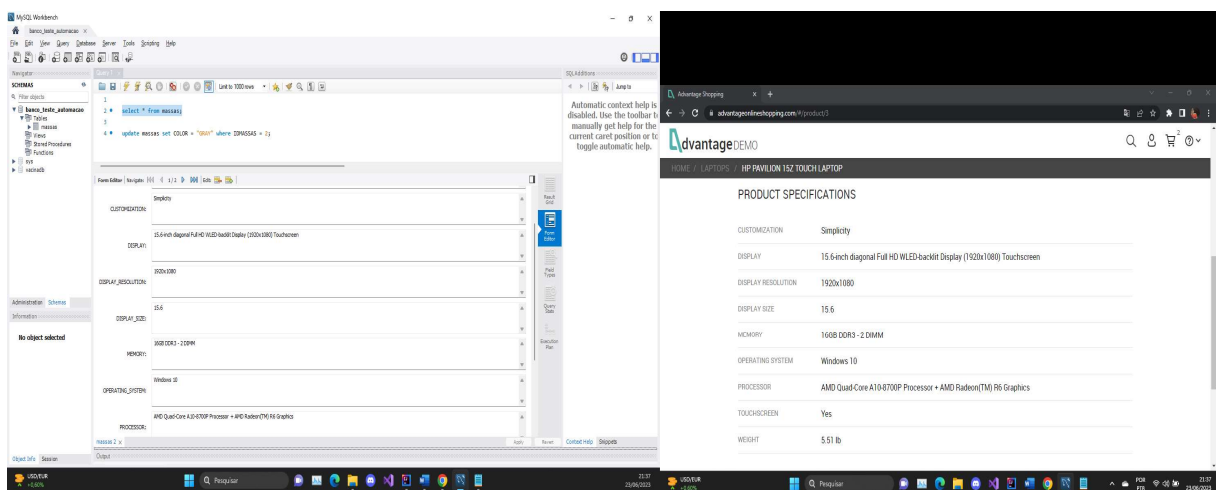 MySQL Workbench
banco_teste_automacao x
File Edit View Query Database Server Tools Scripting Help
Navigator
SCHEMAS
Filter objects
banco_teste_automacao
Tables
massas
Views
Stored Procedures
Functions
sys
vacinadb
Administration Schemas
Information
No object selected
Object Info Session
Query 1
Limit to 1000 rows
1
2 select * from massas;
3
4 update massas set COLOR = "GRAY" where IDMASSAS = 2;
Form Editor Navigate: 1/2 Edit:
CUSTOMIZATION: Simplicity
DISPLAY: 15.6-inch diagonal Full HD WLED-backlit Display (1920x1080) Touchscreen
DISPLAY_RESOLUTION: 1920x1080
DISPLAY_SIZE: 15.6
MEMORY: 16GB DDR3 - 2 DIMM
OPERATING_SYSTEM: Windows 10
PROCESSOR: AMD Quad-Core A10-8700P Processor + AMD Radeon(TM) R6 Graphics
massas 2 x
Apply Revert
Output
Result Grid
Form Editor
Field Types
Query Stats
Execution Plan
SQLAdditions
Jump to
Automatic context help is
disabled. Use the toolbar to
manually get help for the
current caret position or to
toggle automatic help.
Context Help Snippets
USD/EUR
+0,60%
Pesquisar
21:37
23/06/2023
Advantage Shopping x +
advantageonlineshopping.com/#/product/5
dvantage DEMO
2
HOME / LAPTOPS / HP PAVILION 15Z TOUCH LAPTOP
PRODUCT SPECIFICATIONS
CUSTOMIZATION Simplicity
DISPLAY 15.6-inch diagonal Full HD WLED-backlit Display (1920x1080) Touchscreen
DISPLAY RESOLUTION 1920x1080
DISPLAY SIZE 15.6
MEMORY 16GB DDR3 - 2 DIMM
OPERATING SYSTEM Windows 10
PROCESSOR AMD Quad-Core A10-8700P Processor + AMD Radeon(TM) R6 Graphics
TOUCHSCREEN Yes
WEIGHT 5.51 lb
USD/EUR
+0,60%
Pesquisar
POR
PTB
21:37
23/06/2023